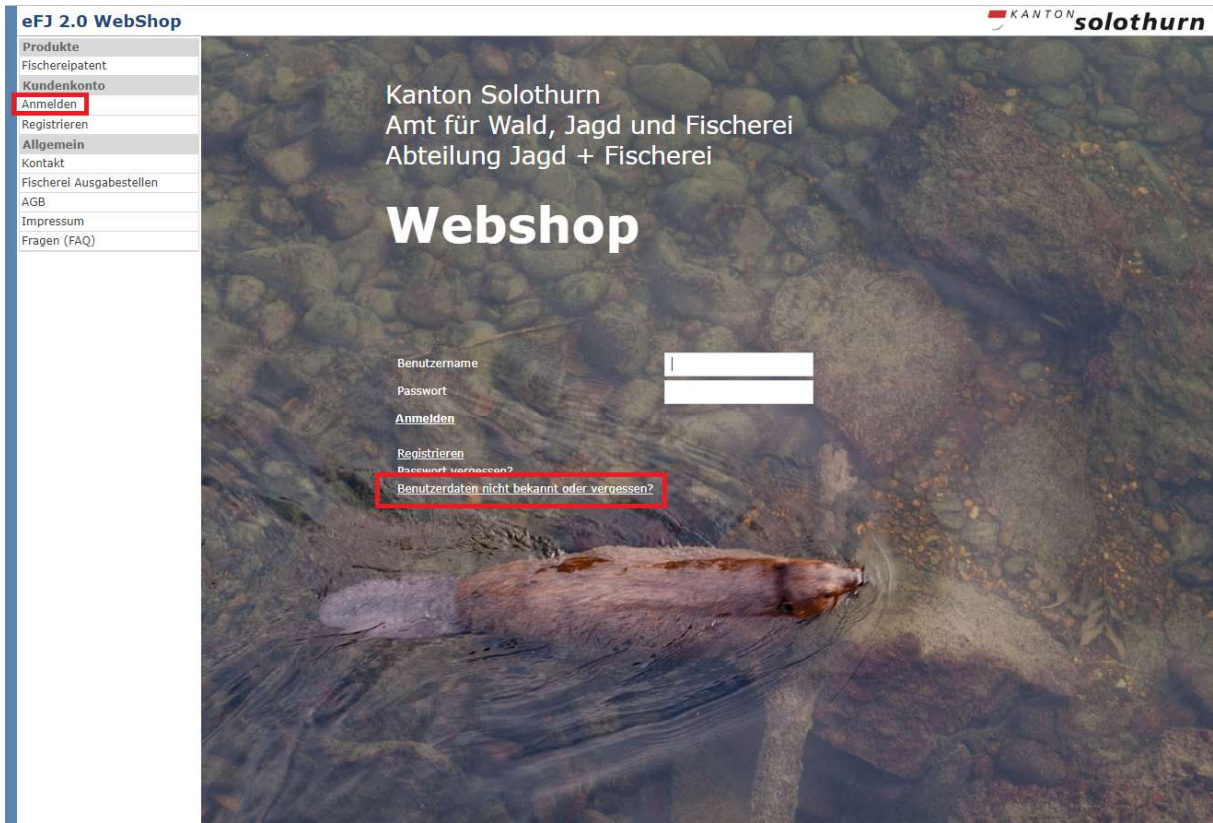 eFJ 2.0 WebShop
KANTON solothurn
Produkte
Fischereipatent
Kundenkonto
Anmelden
Registrieren
Allgemein
Kontakt
Fischerei Ausgabestellen
AGB
Impressum
Fragen (FAQ)
Kanton Solothurn
Amt für Wald, Jagd und Fischerei
Abteilung Jagd + Fischerei
Webshop
Benutzername
Passwort
Anmelden
Registrieren
Passwort vergessen?
Benutzerdaten nicht bekannt oder vergessen?